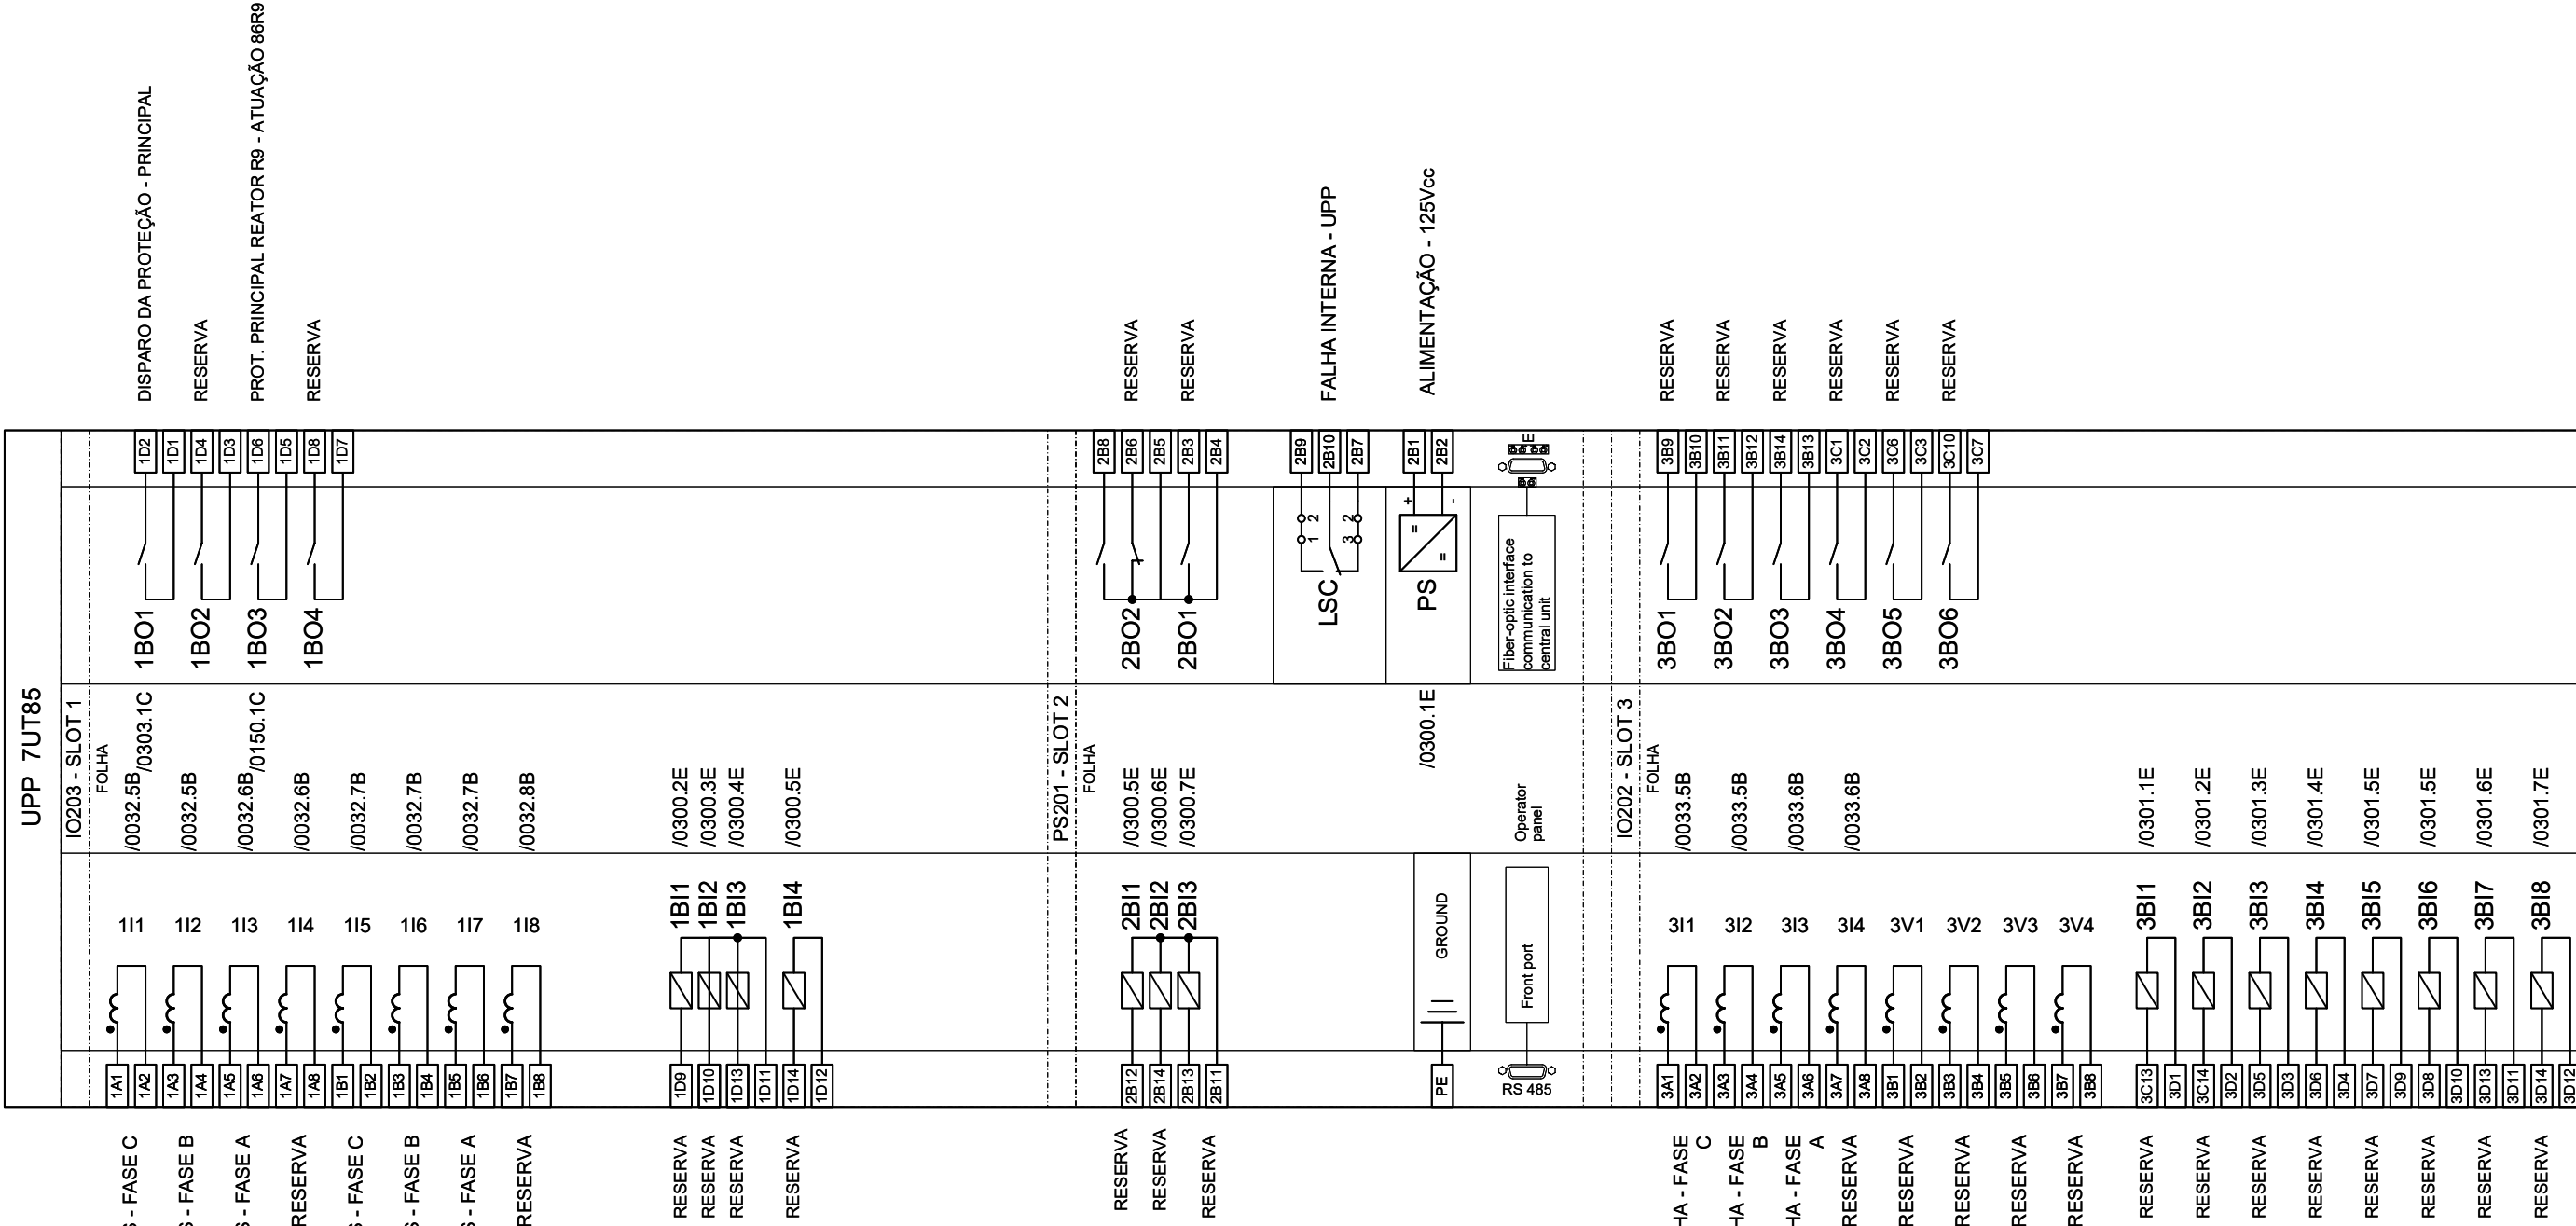 DISPARO DA PROTEÇÃO - PRINCIPAL
RESERVA
PROT. PRINCIPAL REATOR R9 - ATUAÇÃO 86R9
RESERVA
RESERVA
RESERVA
FALHA INTERNA - UPP
ALIMENTAÇÃO - 125Vcc
RESERVA
RESERVA
RESERVA
RESERVA
RESERVA
RESERVA
1D2
1D1
1D4
1D3
1D6
1D5
1D8
1D7
2B8
2B6
2B5
2B3
2B4
2B9
2B10
2B7
2B1
2B2
E
3B9
3B10
3B11
3B12
3B14
3B13
3C1
3C2
3C6
3C3
3C10
3C7
1 2
3 2
+
-
=
=
1BO1
1BO2
1BO3
1BO4
2BO2
2BO1
LSC
PS
Fiber-optic interface
communication to
central unit
3BO1
3BO2
3BO3
3BO4
3BO5
3BO6
UPP 7UT85
IO203 - SLOT 1
FOLHA
/0303.1C
/0150.1C
/0032.5B
/0032.5B
/0032.6B
/0032.6B
/0032.7B
/0032.7B
/0032.7B
/0032.8B
/0300.2E
/0300.3E
/0300.4E
/0300.5E
PS201 - SLOT 2
FOLHA
/0300.5E
/0300.6E
/0300.7E
/0300.1E
Operator
panel
IO202 - SLOT 3
FOLHA
/0033.5B
/0033.5B
/0033.6B
/0033.6B
/0301.1E
/0301.2E
/0301.3E
/0301.4E
/0301.5E
/0301.5E
/0301.6E
/0301.7E
1I1
1I2
1I3
1I4
1I5
1I6
1I7
1I8
1BI1
1BI2
1BI3
1BI4
2BI1
2BI2
2BI3
GROUND
Front port
3I1
3I2
3I3
3I4
3V1
3V2
3V3
3V4
3BI1
3BI2
3BI3
3BI4
3BI5
3BI6
3BI7
3BI8
1A1
1A2
1A3
1A4
1A5
1A6
1A7
1A8
1B1
1B2
1B3
1B4
1B5
1B6
1B7
1B8
1D9
1D10
1D13
1D11
1D14
1D12
2B12
2B14
2B13
2B11
PE
RS 485
3A1
3A2
3A3
3A4
3A5
3A6
3A7
3A8
3B1
3B2
3B3
3B4
3B5
3B6
3B7
3B8
3C13
3D1
3C14
3D2
3D5
3D3
3D6
3D4
3D7
3D9
3D8
3D10
3D13
3D11
3D14
3D12
- FASE C
- FASE B
- FASE A
RESERVA
- FASE C
- FASE B
- FASE A
RESERVA
RESERVA
RESERVA
RESERVA
RESERVA
RESERVA
RESERVA
RESERVA
HA - FASE
C
HA - FASE
B
HA - FASE
A
RESERVA
RESERVA
RESERVA
RESERVA
RESERVA
RESERVA
RESERVA
RESERVA
RESERVA
RESERVA
RESERVA
RESERVA
RESERVA